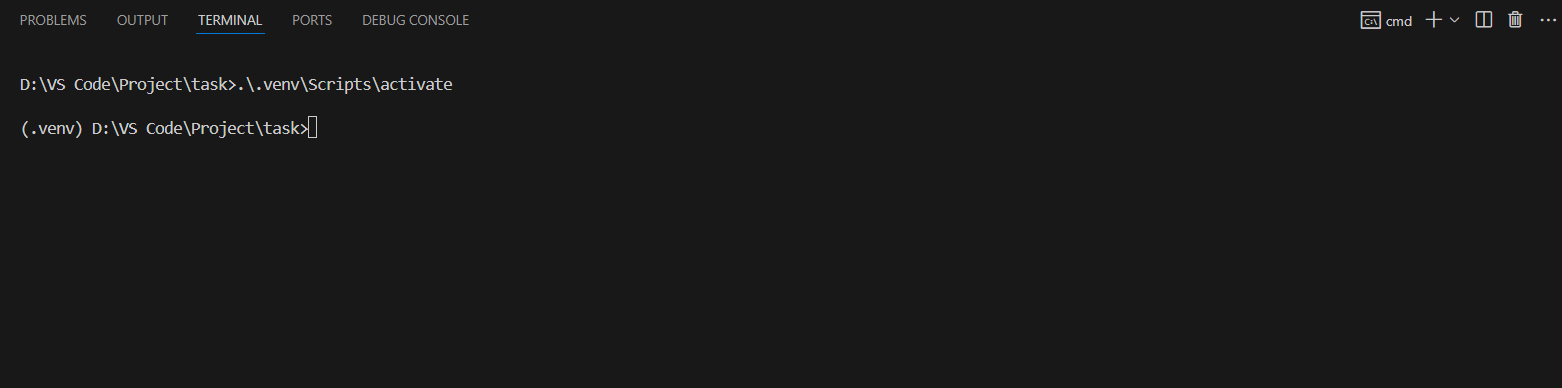 PROBLEMS OUTPUT TERMINAL PORTS DEBUG CONSOLE cmd
D:\VS Code\Project\task>.\.venv\Scripts\activate
(.venv) D:\VS Code\Project\task>